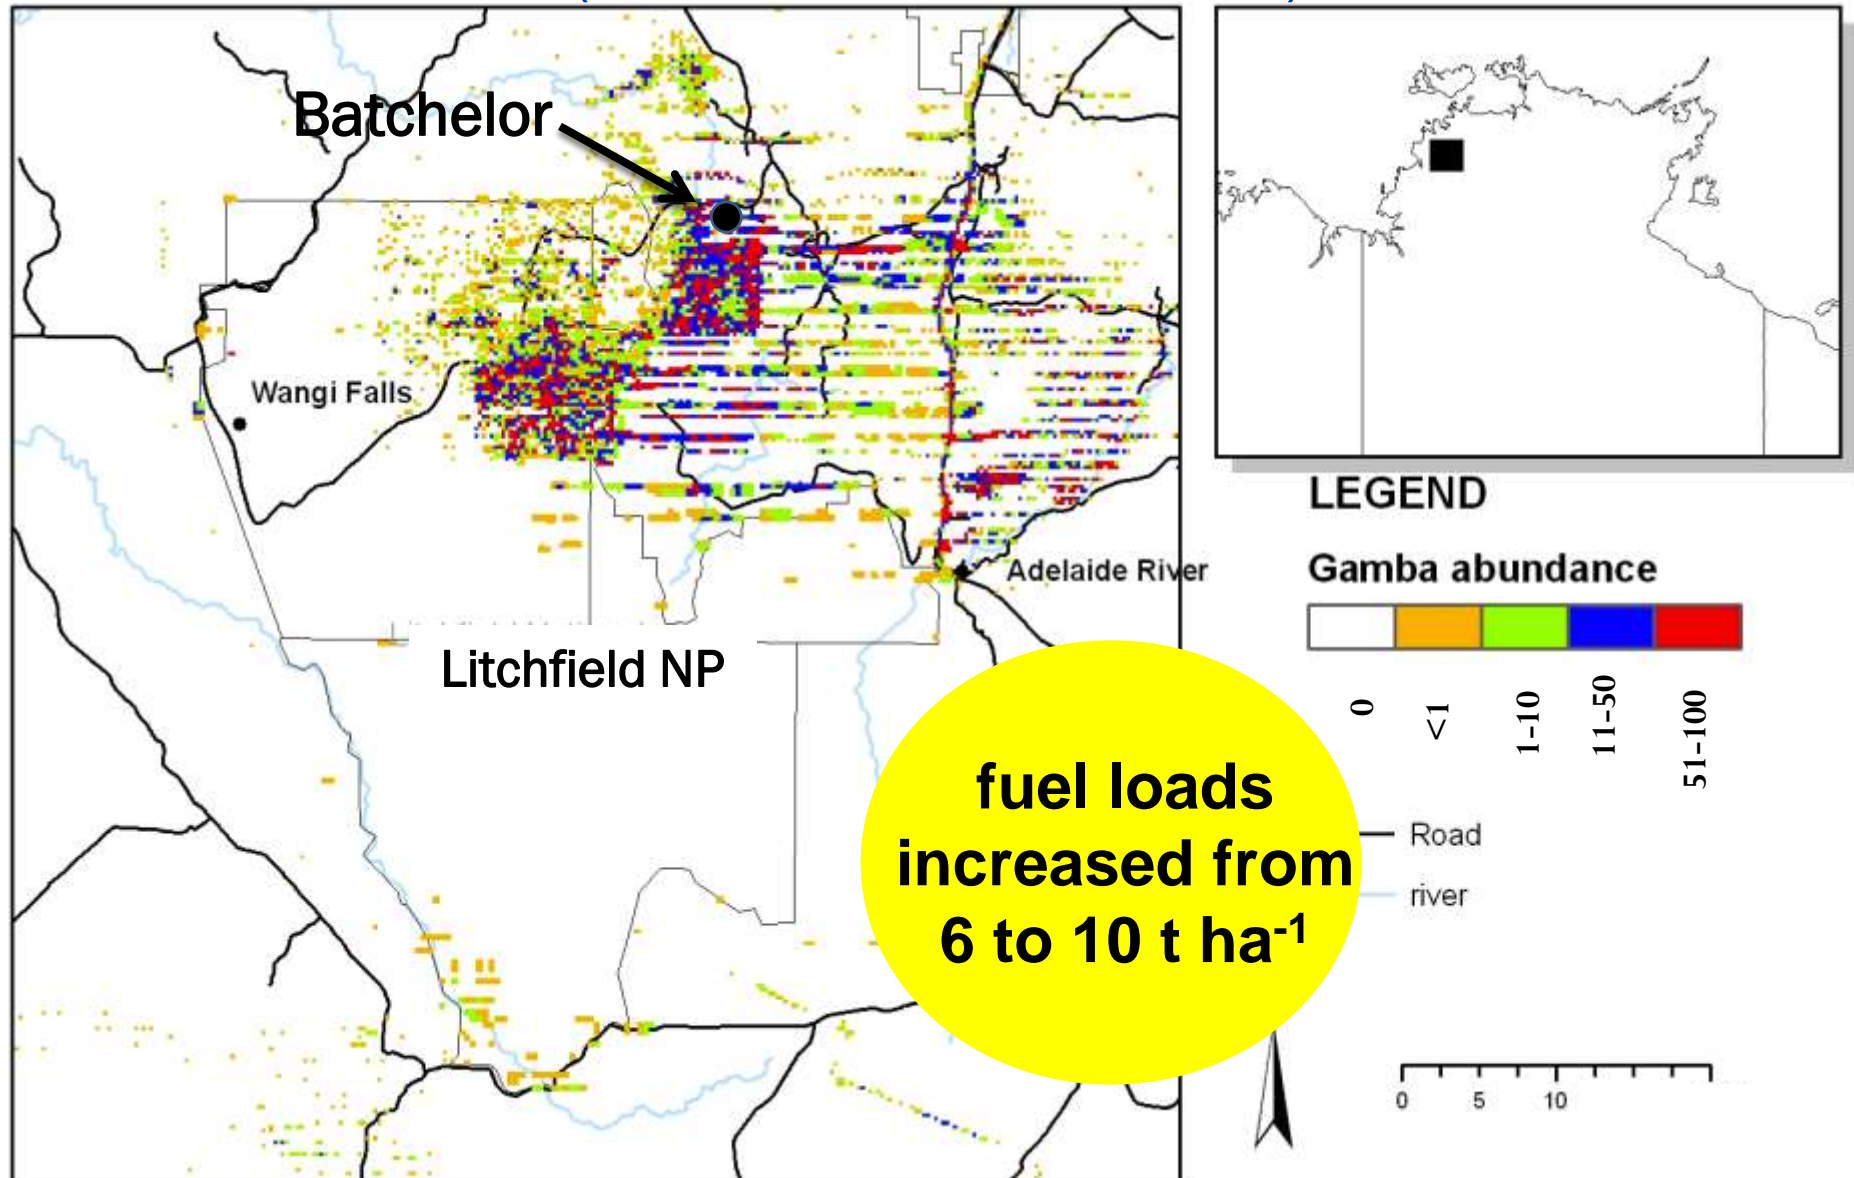 Batchelor
Wangi Falls
Adelaide River
Litchfield NP
fuel loads
increased from
6 to 10 t ha⁻¹
LEGEND
Gamba abundance
0
<1
1-10
11-50
51-100
Road
river
0 5 10